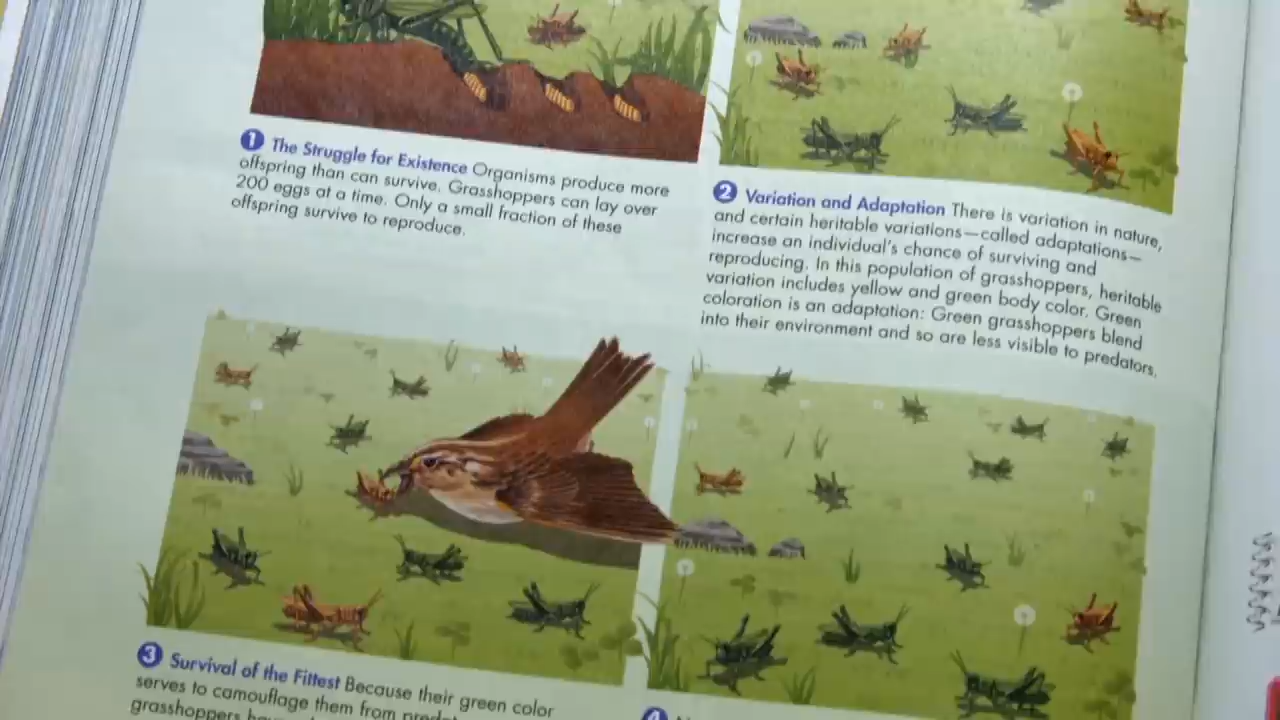 1 The Struggle for Existence Organisms produce more
offspring than can survive. Grasshoppers can lay over
200 eggs at a time. Only a small fraction of these
offspring survive to reproduce.
2 Variation and Adaptation There is variation in nature,
and certain heritable variations—called adaptations—
increase an individual's chance of surviving and
reproducing. In this population of grasshoppers, heritable
variation includes yellow and green body color. Green
coloration is an adaptation: Green grasshoppers blend
into their environment and so are less visible to predators.
3 Survival of the Fittest Because their green color
serves to camouflage them from
grasshoppers
4